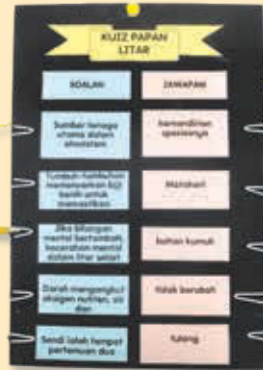 KUIZ PAPAN
LITAR
SOALAN
JAWAPAN
Sumber tenaga
utama dalam
ekosistem
kemandirian
spesiesnya
Tumbuh-tumbuhan
memencarkan biji
benih untuk
memastikan
Matahari
Jika bilangan
mentol bertambah,
kecerahan mentol
dalam litar selari
bahan kumuh
Darah mengangkut
oksigen nutrien, air
dan
tidak berubah
Sendi ialah tempat
pertemuan dua
tulang